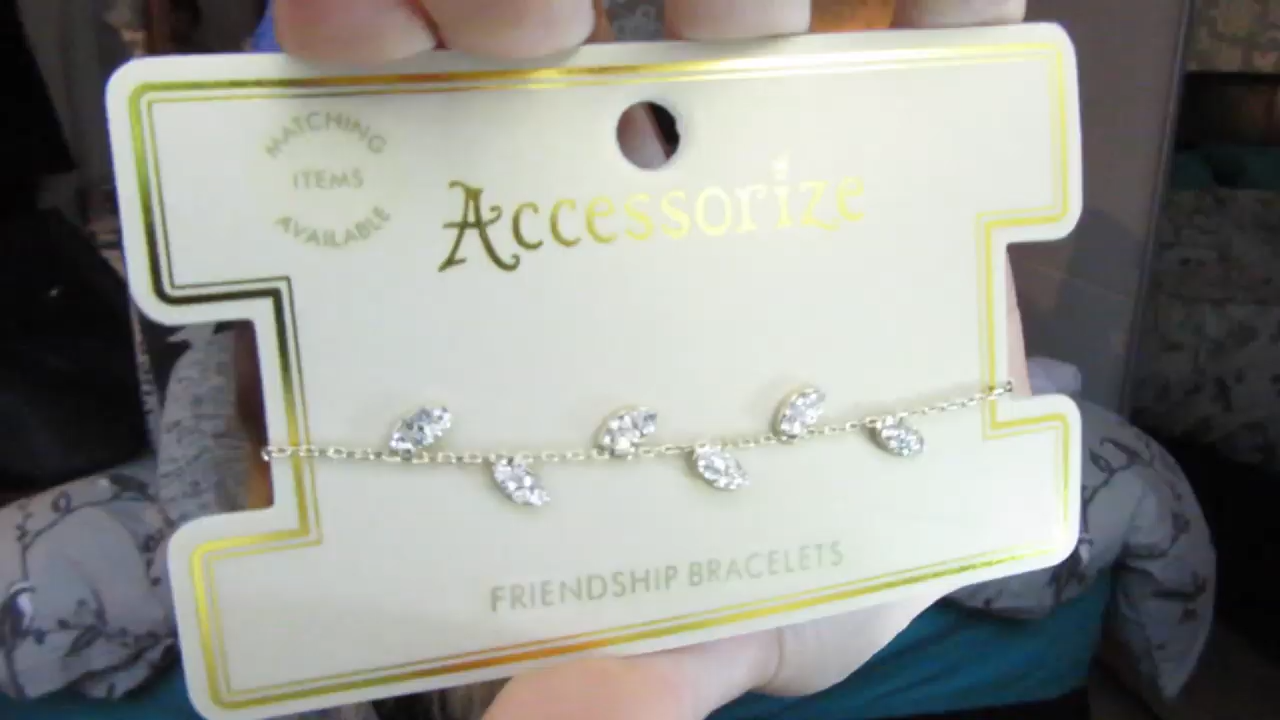 MATCHING
ITEMS
AVAILABLE
Accessorize
FRIENDSHIP BRACELETS